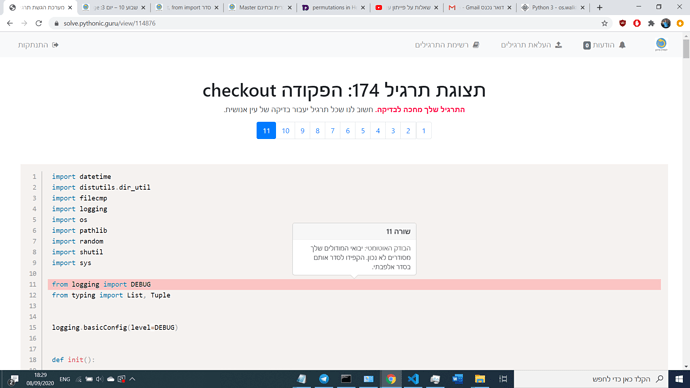 מערכת הגשת תרגי
שבוע 10 – יום 3
סדר from import
Master
permutations in
שאלות על פייתון
דואר נכנס - Gmail
Python 3 - os.walk
solve.pythonic.guru/view/114876
הודעות 0
העלאת תרגילים
רשימת התרגילים
התנתקות
תצוגת תרגיל 174: הפקודה checkout
התרגיל שלך מחכה לבדיקה. חשוב לנו שכל תרגיל יעבור בדיקה של עין אנושית.
11 10 9 8 7 6 5 4 3 2 1
1 import datetime
2 import distutils.dir_util
3 import filecmp
4 import logging
5 import os
6 import pathlib
7 import random
8 import shutil
9 import sys
10
11 from logging import DEBUG
12 from typing import List, Tuple
13
14
15 logging.basicConfig(level=DEBUG)
16
17
18 def init():
שורה 11
הבודק האוטומטי: יבואי המודולים שלך
מסודרים לא נכון. הקפידו לסדר אותם
בסדר אלפבתי.
18:29
08/09/2020
ENG
הקלד כאן כדי לחפש